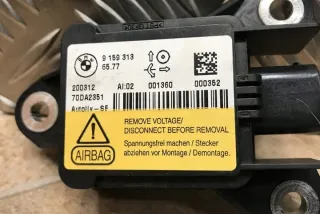 BMW
9 159 313
65.77
200312 AI:02 001360 000352
70DA2351
Autoliv-SE
REMOVE VOLTAGE/
DISCONNECT BEFORE REMOVAL
AIRBAG
Spannungsfrei machen / Stecker
abziehen vor Montage / Demontage.